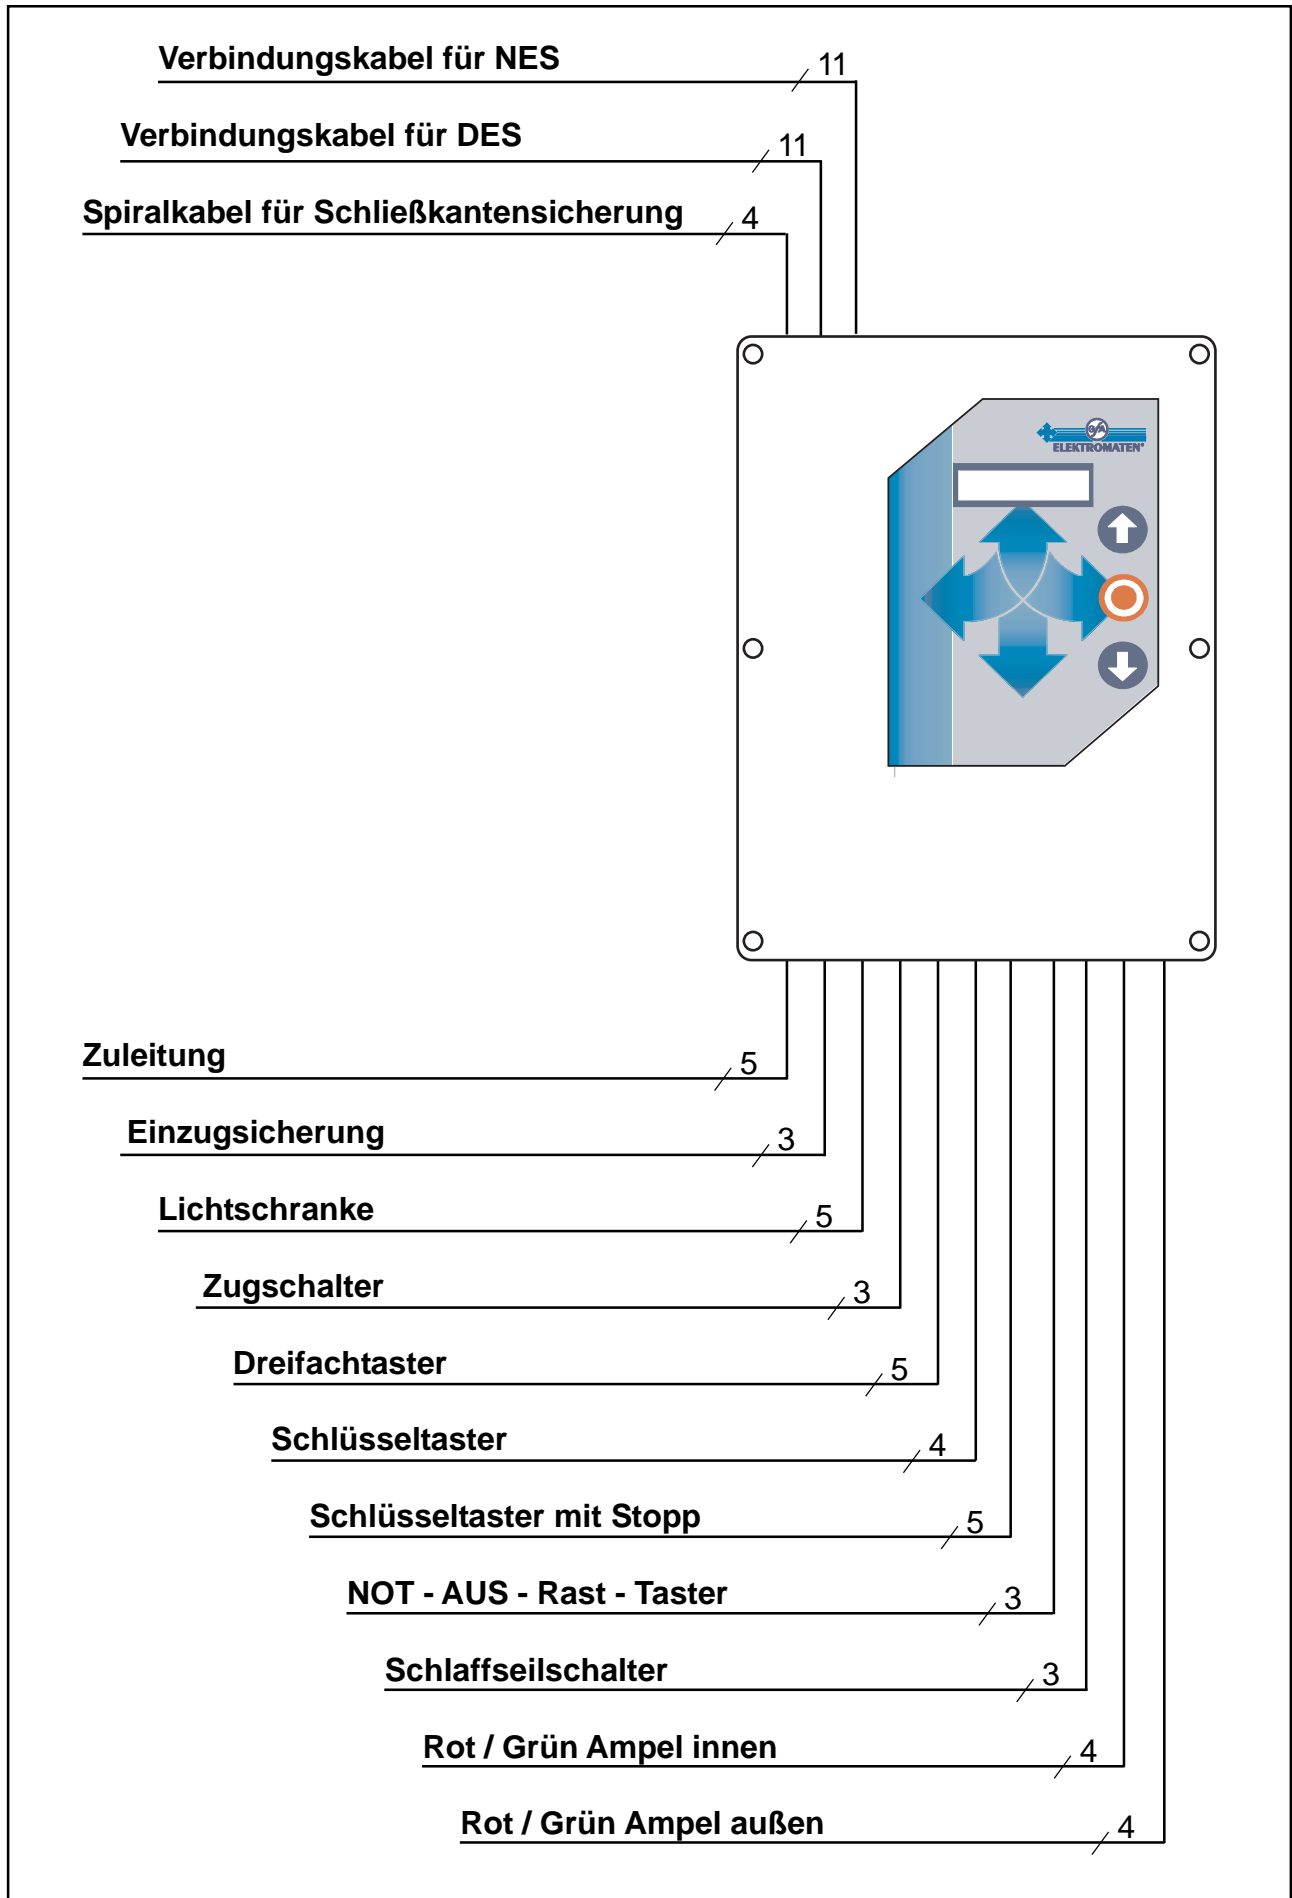 Verbindungskabel für NES 11
Verbindungskabel für DES 11
Spiralkabel für Schließkantensicherung 4
GfA
ELEKTROMATEN®
Zuleitung 5
Einzugsicherung 3
Lichtschranke 5
Zugschalter 3
Dreifachtaster 5
Schlüsseltaster 4
Schlüsseltaster mit Stopp 5
NOT - AUS - Rast - Taster 3
Schlaffseilschalter 3
Rot / Grün Ampel innen 4
Rot / Grün Ampel außen 4